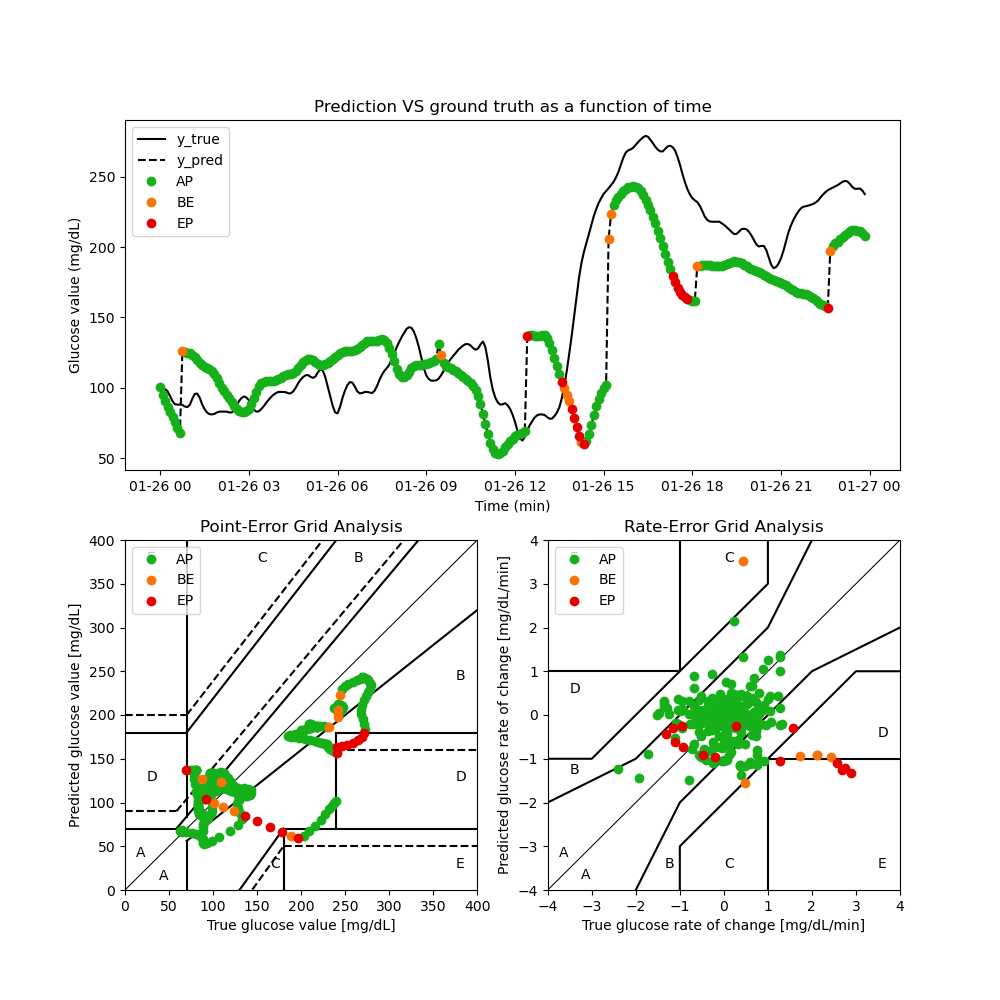 Prediction VS ground truth as a function of time
y_true
y_pred
AP
BE
EP
Glucose value (mg/dL)
250
200
150
100
50
01-26 00 01-26 03 01-26 06 01-26 09 01-26 12 01-26 15 01-26 18 01-26 21 01-27 00
Time (min)
Point-Error Grid Analysis
AP
BE
EP
C
B
B
D
D
A
A
C
E
Predicted glucose value [mg/dL]
400
350
300
250
200
150
100
50
0
0 50 100 150 200 250 300 350 400
True glucose value [mg/dL]
Rate-Error Grid Analysis
AP
BE
EP
C
D
D
B
A
A
B
C
E
Predicted glucose rate of change [mg/dL/min]
4
3
2
1
0
−1
−2
−3
−4
−4 −3 −2 −1 0 1 2 3 4
True glucose rate of change [mg/dL/min]